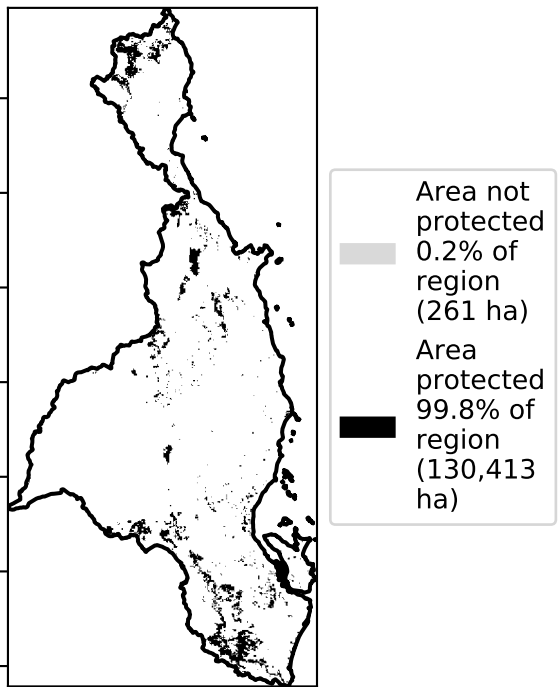 Area not
protected
0.2% of
region
(261 ha)
Area
protected
99.8% of
region
(130,413
ha)